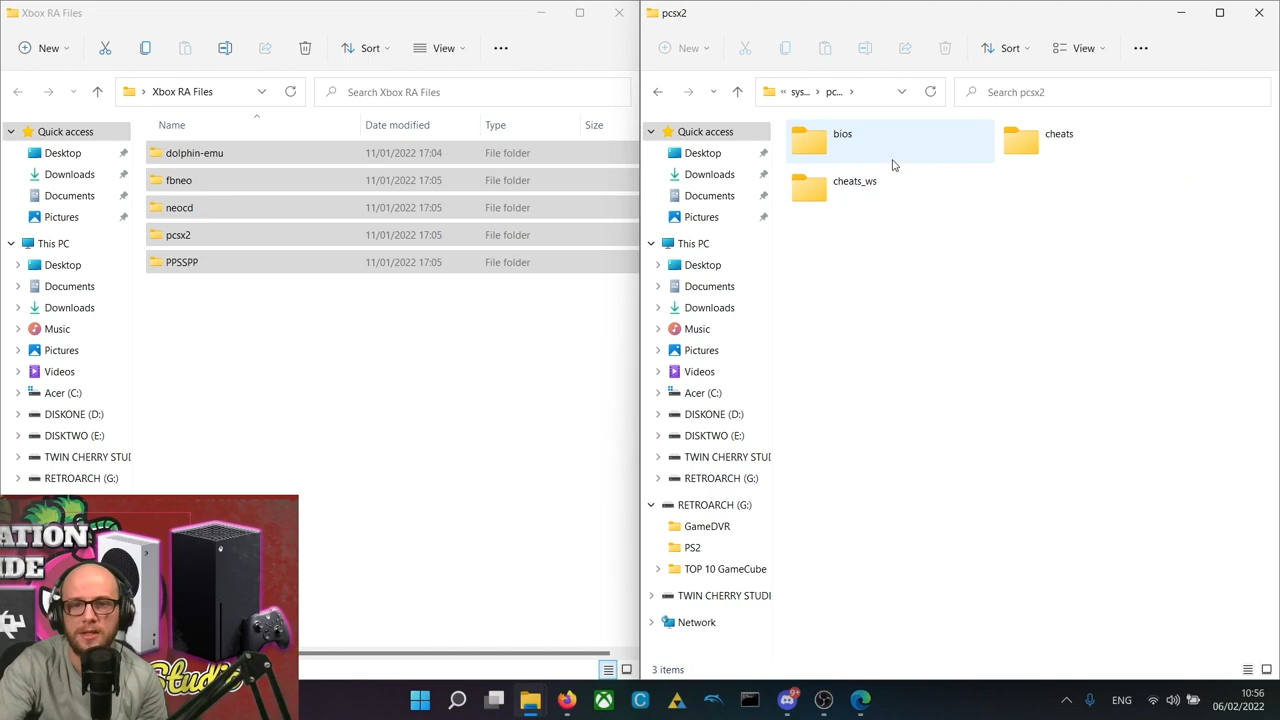 Xbox RA Files
New
Sort
View
Xbox RA Files
Search Xbox RA Files
Name
Date modified
Type
Size
Quick access
Desktop
Downloads
Documents
Pictures
This PC
Desktop
Documents
Downloads
Music
Pictures
Videos
Acer (C:)
DISKONE (D:)
DISKTWO (E:)
TWIN CHERRY STUD
RETROARCH (G:)
dolphin-emu 11/01/2022 17:04 File folder
fbneo 11/01/2022 17:05 File folder
neocd 11/01/2022 17:05 File folder
pcsx2 11/01/2022 17:05 File folder
PPSSPP 11/01/2022 17:05 File folder
pcsx2
New
Sort
View
« sys... pc...
Search pcsx2
Quick access
Desktop
Downloads
Documents
Pictures
This PC
Desktop
Documents
Downloads
Music
Pictures
Videos
Acer (C:)
DISKONE (D:)
DISKTWO (E:)
TWIN CHERRY STUD
RETROARCH (G:)
RETROARCH (G:)
GameDVR
PS2
TOP 10 GameCube
TWIN CHERRY STUDI
Network
bios
cheats
cheats_ws
3 items
ATION
IDE
Studio
ENG
10:56
06/02/2022